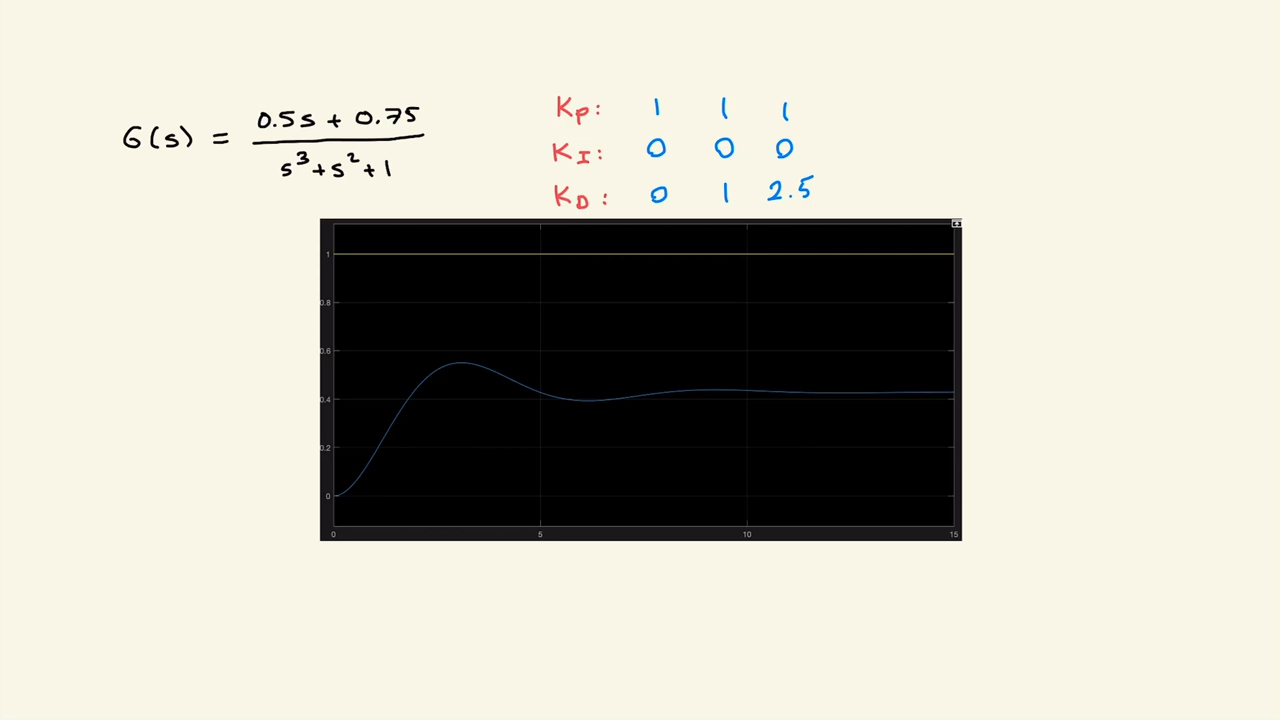 G(s) = 0.5s + 0.75
s³+s²+1
Kp: 1 1 1
KI: 0 0 0
KD: 0 1 2.5
1
0.8
0.6
0.4
0.2
0
0 5 10 15